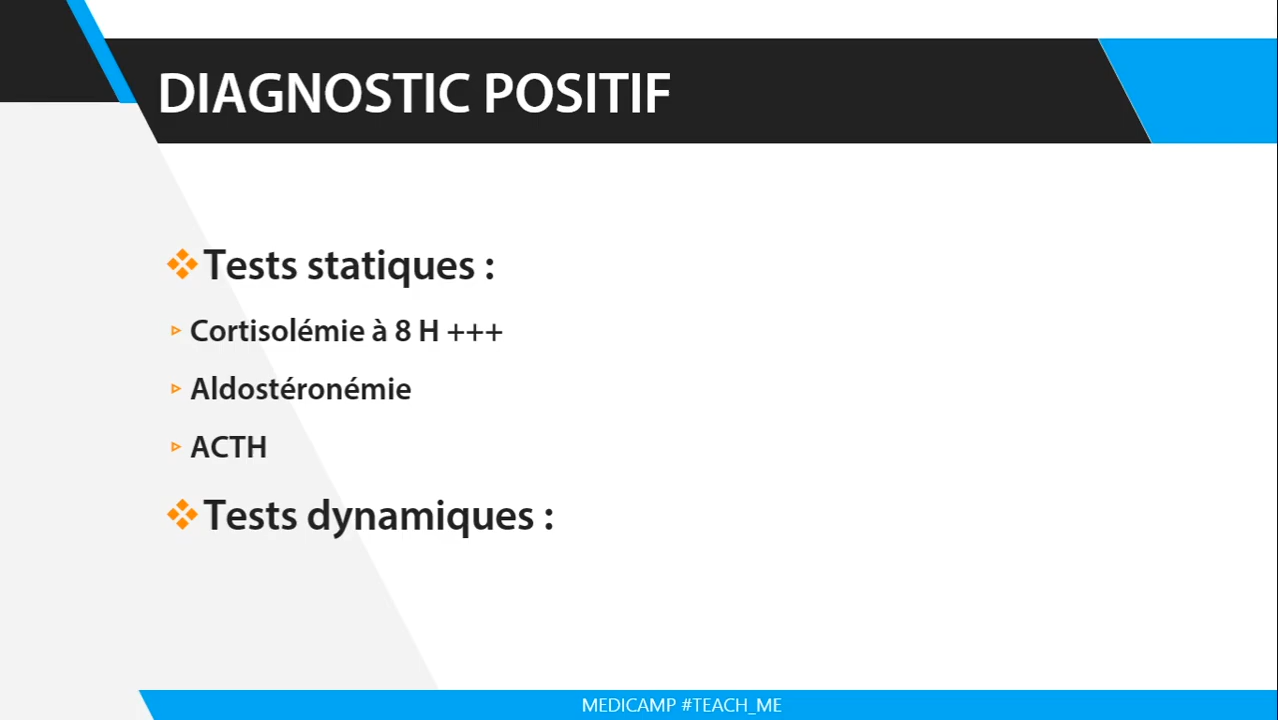 DIAGNOSTIC POSITIF
Tests statiques :
Cortisolémie à 8 H +++
Aldostéronémie
ACTH
Tests dynamiques :
MEDICAMP #TEACH_ME